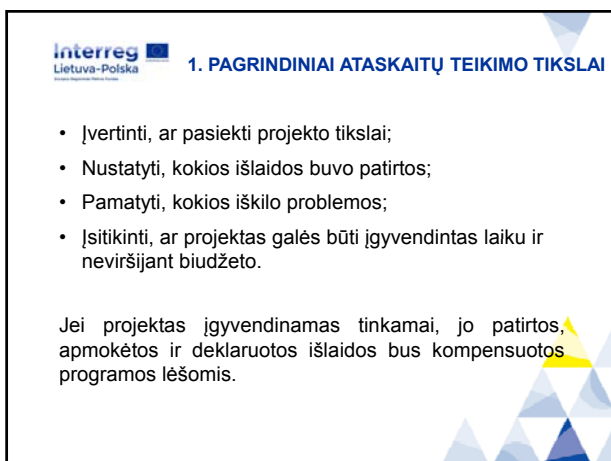 Interreg
Lietuva-Polska
1. PAGRINDINIAI ATASKAITŲ TEIKIMO TIKSLAI
• Įvertinti, ar pasiekti projekto tikslai;
• Nustatyti, kokios išlaidos buvo patirtos;
• Pamatyti, kokios iškilo problemos;
• Įsitikinti, ar projektas galės būti įgyvendintas laiku ir
neviršijant biudžeto.
Jei projektas įgyvendinamas tinkamai, jo patirtos,
apmokėtos ir deklaruotos išlaidos bus kompensuotos
programos lėšomis.